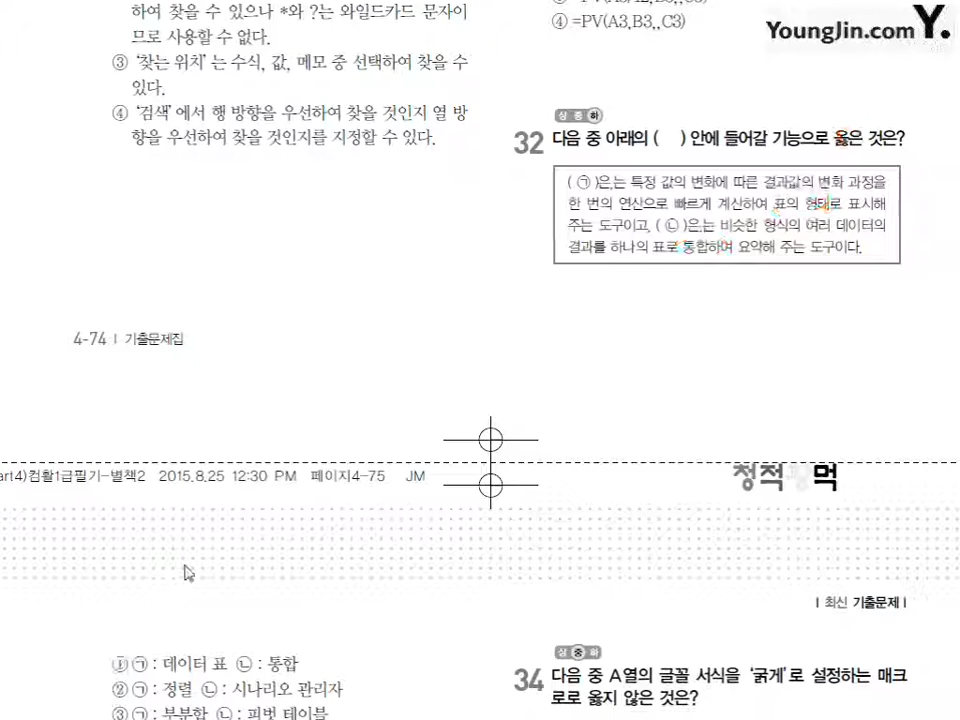 하여 찾을 수 있으나 *와 ?는 와일드카드 문자이
므로 사용할 수 없다.
③ '찾는 위치'는 수식, 값, 메모 중 선택하여 찾을 수
있다.
④ '검색'에서 행 방향을 우선하여 찾을 것인지 열 방
향을 우선하여 찾을 것인지를 지정할 수 있다.
4-74 | 기출문제집
④ =PV(A3,B3,,C3)
YoungJin.com Y.
상 중 하
32 다음 중 아래의 ( ) 안에 들어갈 기능으로 옳은 것은?
( ㉠ )은,는 특정 값의 변화에 따른 결과값의 변화 과정을
한 번의 연산으로 빠르게 계산하여 표의 형태로 표시해
주는 도구이고, ( ㉡ )은,는 비슷한 형식의 여러 데이터의
결과를 하나의 표로 통합하여 요약해 주는 도구이다.
art4)컴활1급필기-별책2 2015.8.25 12:30 PM 페이지4-75 JM
청적 먹
| 최신 기출문제 |
① ㉠ : 데이터 표 ㉡ : 통합
② ㉠ : 정렬 ㉡ : 시나리오 관리자
③ ㉠ : 부분합 ㉡ : 피벗 테이블
상 중 하
34 다음 중 A열의 글꼴 서식을 '굵게'로 설정하는 매크
로로 옳지 않은 것은?